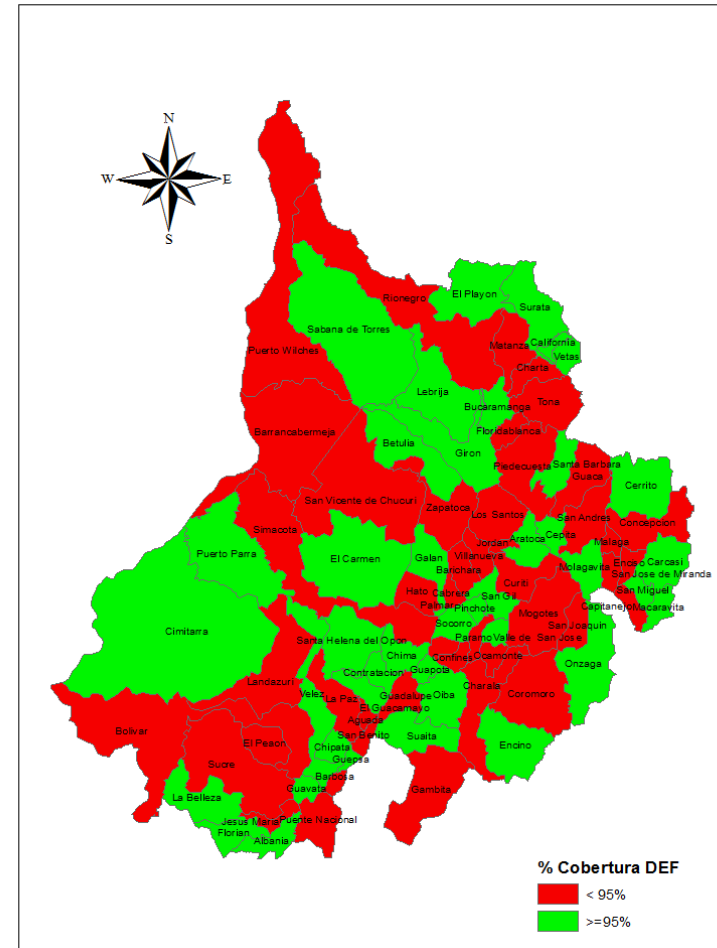 N
W
E
S
El Playon
Surata
Rionegro
Sabana de Torres
Matanza
California
Vetas
Puerto Wilches
Charta
Lebrija
Bucaramanga
Tona
Barrancabermeja
Floridablanca
Betulia
Giron
Piedecuesta
Santa Barbara
Guaca
Cerrito
San Vicente de Chucuri
Zapatoca
Los Santos
San Andres
Concepcion
Simacota
Jordan
Aratoca
Cepita
Malaga
Puerto Parra
El Carmen
Galan
Villanueva
Enciso
Carcasi
Barichara
Molagavita
San Jose de Miranda
Hato
Cabrera
San Gil
Curiti
San Miguel
Palmar
Pinchote
Mogotes
Capitanejo
Macaravita
Cimitarra
Socorro
San Joaquin
Santa Helena del Opon
Paramo
Valle de San Jose
Chima
Confines
Ocamonte
Onzaga
Contratacion
Guapota
Landazuri
Charala
Velez
La Paz
Guadalupe
Oiba
Coromoro
El Guacamayo
Bolivar
Aguada
San Benito
Suaita
El Peaon
Chipata
Encino
Sucre
Guepsa
Barbosa
Guavata
Gambita
La Belleza
Jesus Maria
Puente Nacional
Florian
Albania
% Cobertura DEF
< 95%
>=95%